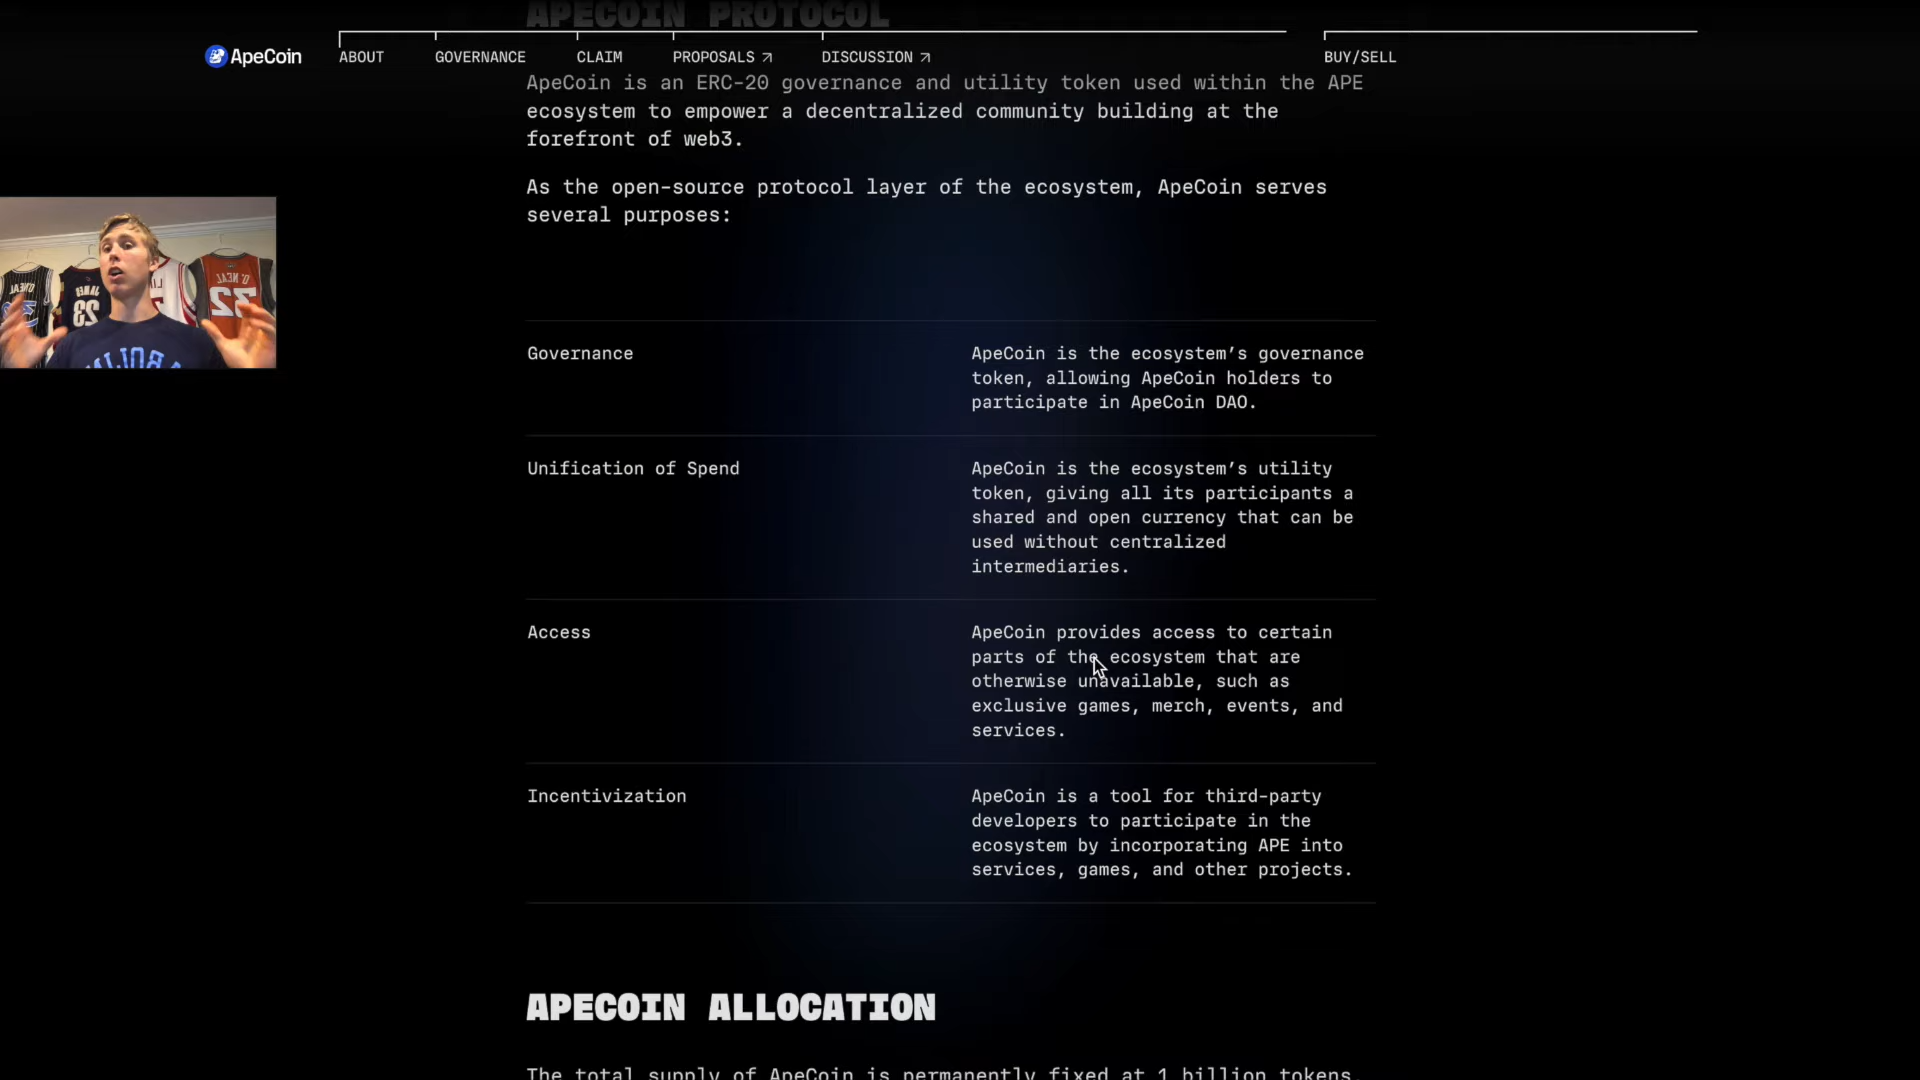 APECOIN PROTOCOL
ApeCoin
ABOUT
GOVERNANCE
CLAIM
PROPOSALS
DISCUSSION
BUY/SELL
ApeCoin is an ERC-20 governance and utility token used within the APE
ecosystem to empower a decentralized community building at the
forefront of web3.
As the open-source protocol layer of the ecosystem, ApeCoin serves
several purposes:
O'NEAL
JAMES
23
O'NEAL
32
Governance
ApeCoin is the ecosystem’s governance
token, allowing ApeCoin holders to
participate in ApeCoin DAO.
Unification of Spend
ApeCoin is the ecosystem’s utility
token, giving all its participants a
shared and open currency that can be
used without centralized
intermediaries.
Access
ApeCoin provides access to certain
parts of the ecosystem that are
otherwise unavailable, such as
exclusive games, merch, events, and
services.
Incentivization
ApeCoin is a tool for third-party
developers to participate in the
ecosystem by incorporating APE into
services, games, and other projects.
APECOIN ALLOCATION
The total supply of ApeCoin is permanently fixed at 1 billion tokens.